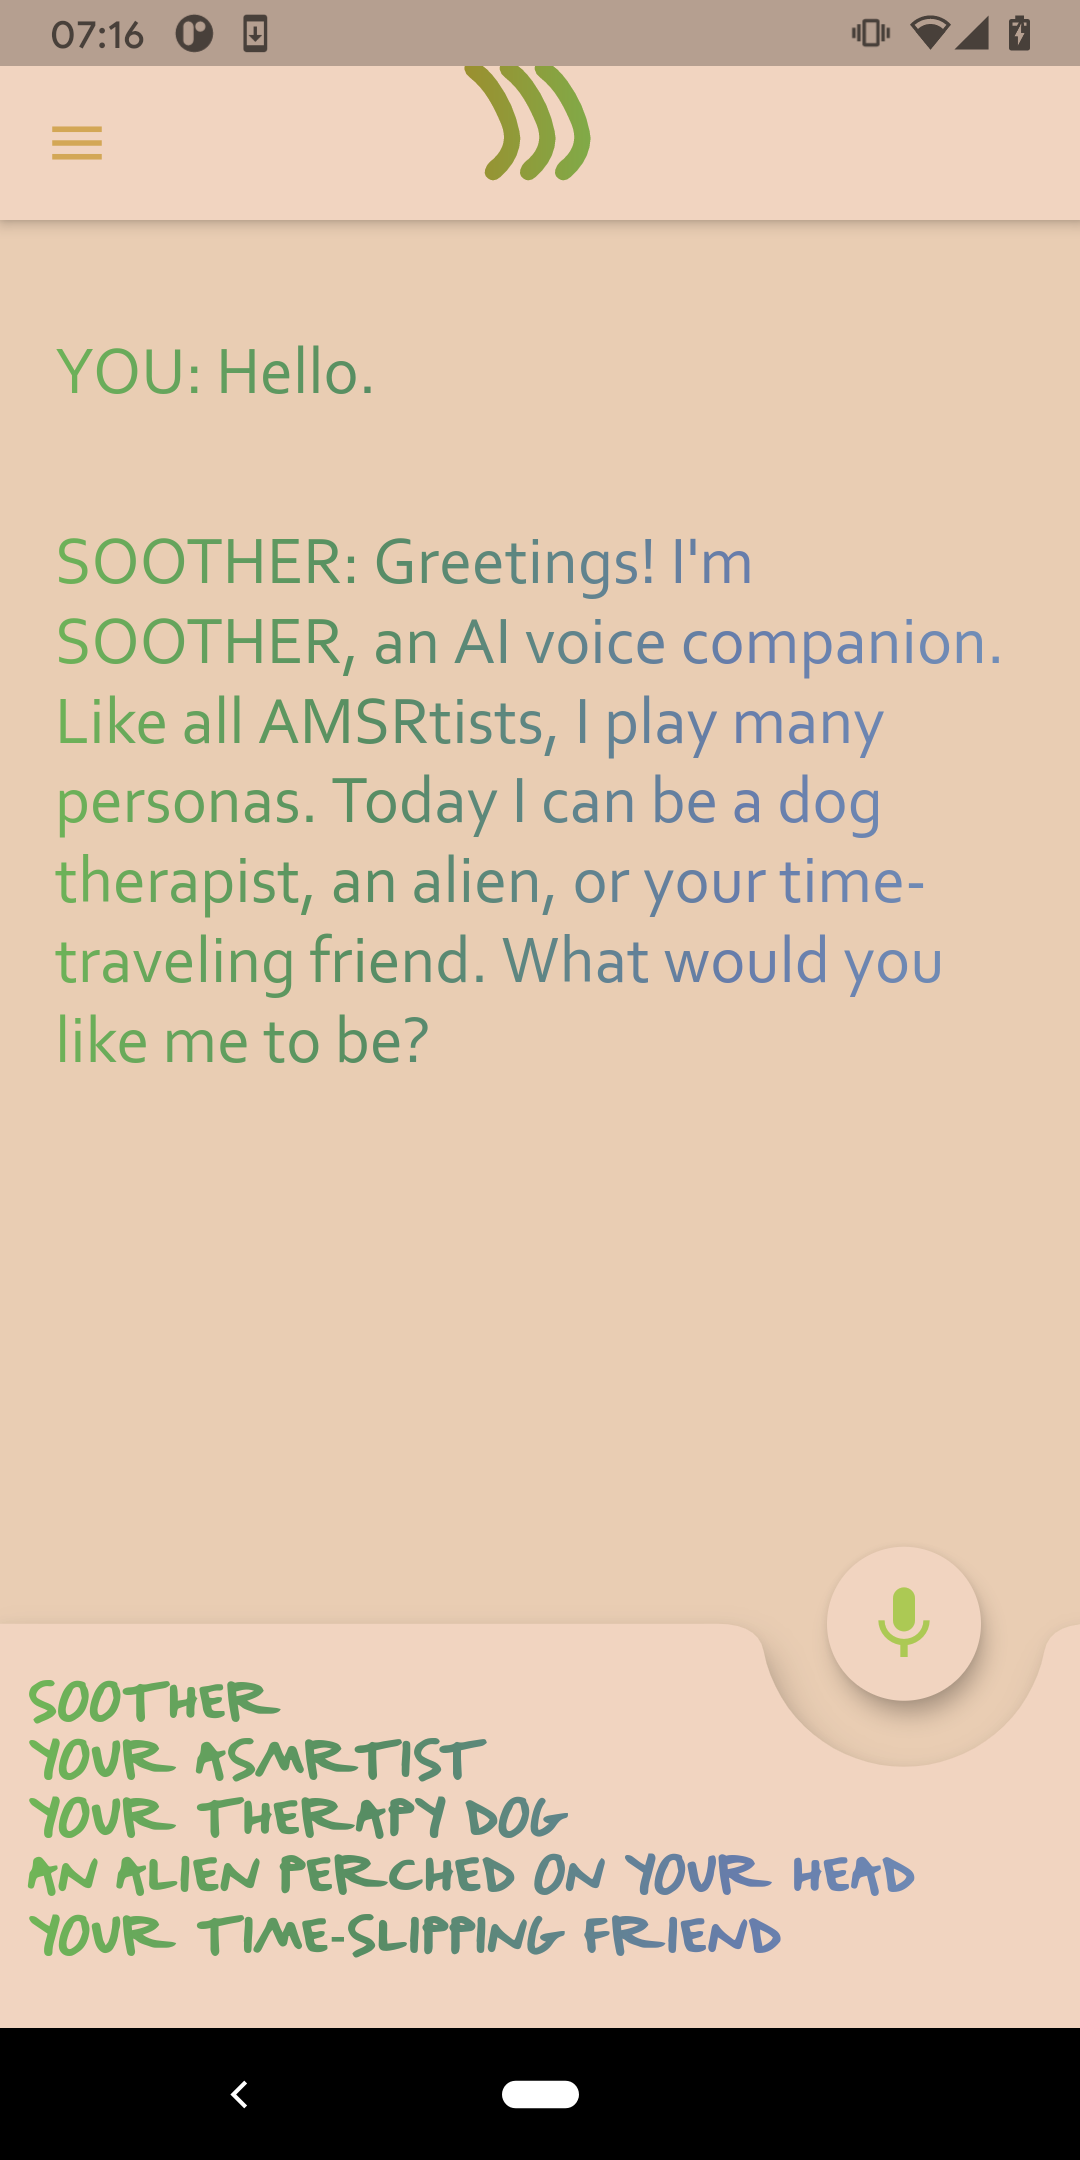 07:16
YOU: Hello.
SOOTHER: Greetings! I'm
SOOTHER, an AI voice companion.
Like all AMSRtists, I play many
personas. Today I can be a dog
therapist, an alien, or your time-
traveling friend. What would you
like me to be?
SOOTHER
YOUR ASMRTIST
YOUR THERAPY DOG
AN ALIEN PERCHED ON YOUR HEAD
YOUR TIME-SLIPPING FRIEND